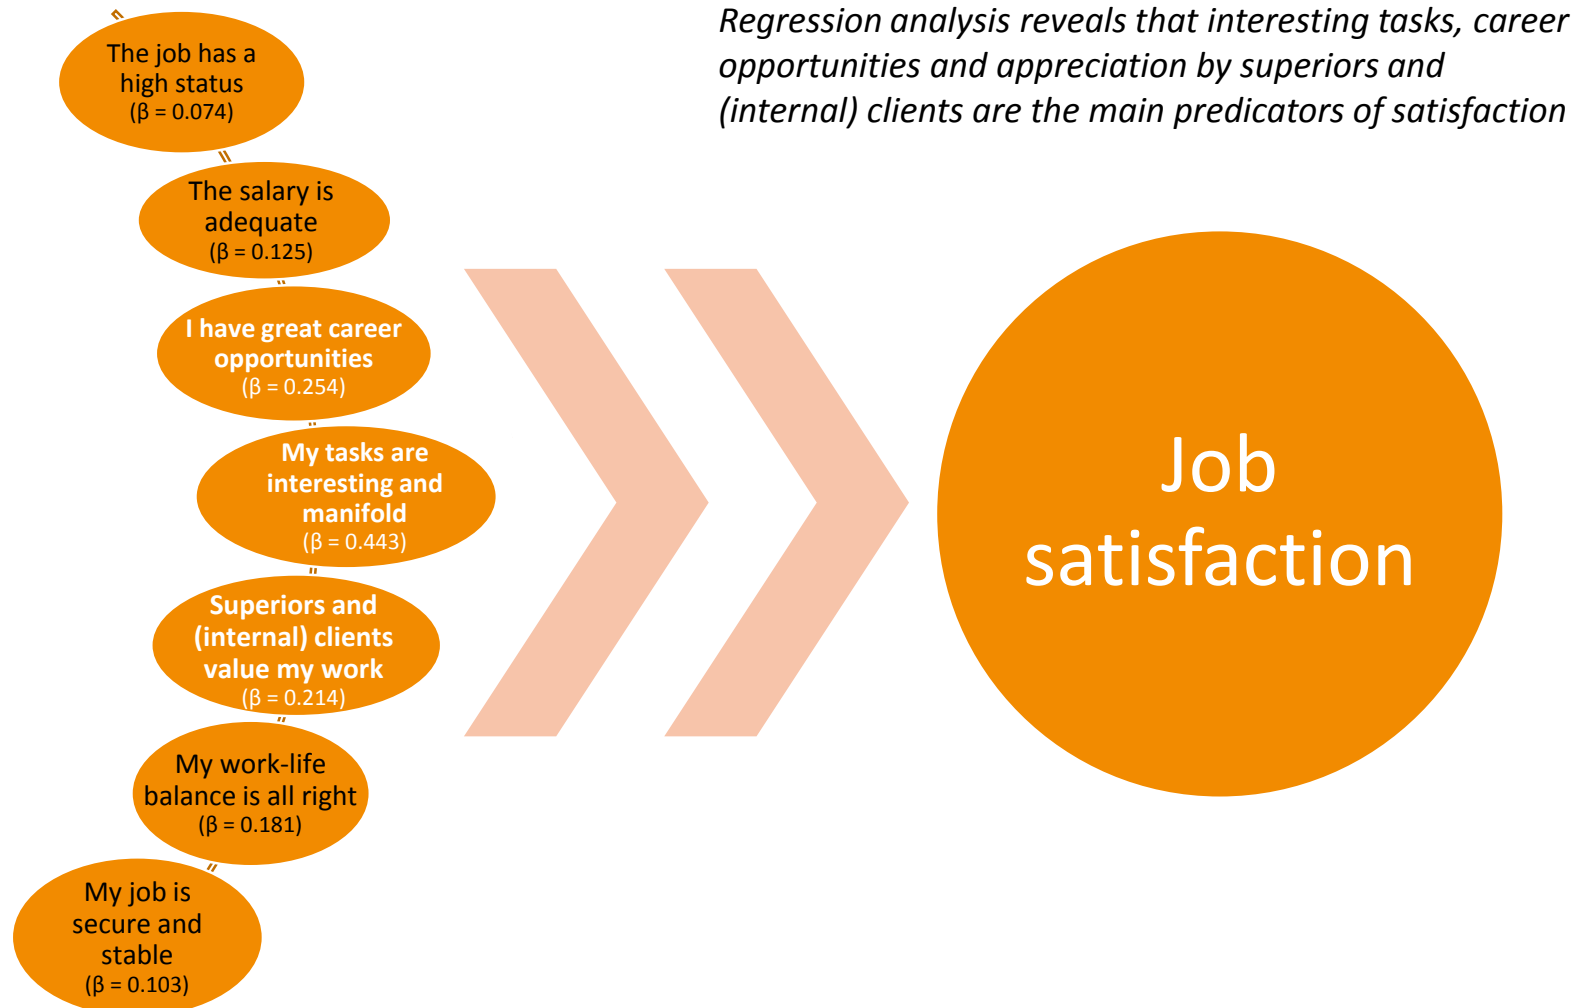 Regression analysis reveals that interesting tasks, career
opportunities and appreciation by superiors and
(internal) clients are the main predicators of satisfaction
The job has a
high status
(β = 0.074)
The salary is
adequate
(β = 0.125)
I have great career
opportunities
(β = 0.254)
My tasks are
interesting and
manifold
(β = 0.443)
Superiors and
(internal) clients
value my work
(β = 0.214)
My work-life
balance is all right
(β = 0.181)
My job is
secure and
stable
(β = 0.103)
Job
satisfaction